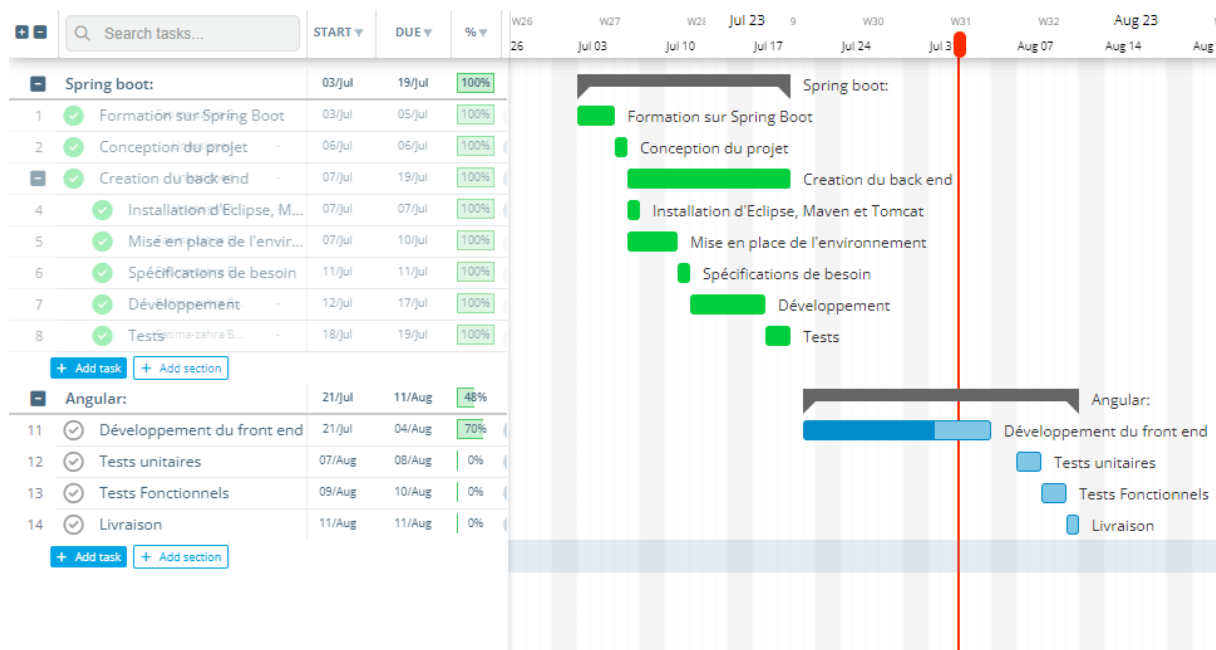 W26 W27 W28 Jul 23 9 W30 W31 W32 Aug 23
Search tasks... START DUE %
26 Jul 03 Jul 10 Jul 17 Jul 24 Jul 3 Aug 07 Aug 14 Aug
Spring boot: 03/Jul 19/Jul 100% Spring boot:
1 Formation sur Spring Boot 03/Jul 05/Jul 100% Formation sur Spring Boot
2 Conception du projet - 06/Jul 06/Jul 100% Conception du projet
Creation du back end 07/Jul 19/Jul 100% Creation du back end
4 Installation d'Eclipse, M... 07/Jul 07/Jul 100% Installation d'Eclipse, Maven et Tomcat
5 Mise en place de l'envir... 07/Jul 10/Jul 100% Mise en place de l'environnement
6 Spécifications de besoin 11/Jul 11/Jul 100% Spécifications de besoin
7 Développement - 12/Jul 17/Jul 100% Développement
8 Tests Fatima-zahra B... - 18/Jul 19/Jul 100% Tests
+ Add task + Add section
Angular: 21/Jul 11/Aug 48% Angular:
11 Développement du front end 21/Jul 04/Aug 70% Développement du front end
12 Tests unitaires 07/Aug 08/Aug 0% Tests unitaires
13 Tests Fonctionnels 09/Aug 10/Aug 0% Tests Fonctionnels
14 Livraison 11/Aug 11/Aug 0% Livraison
+ Add task + Add section